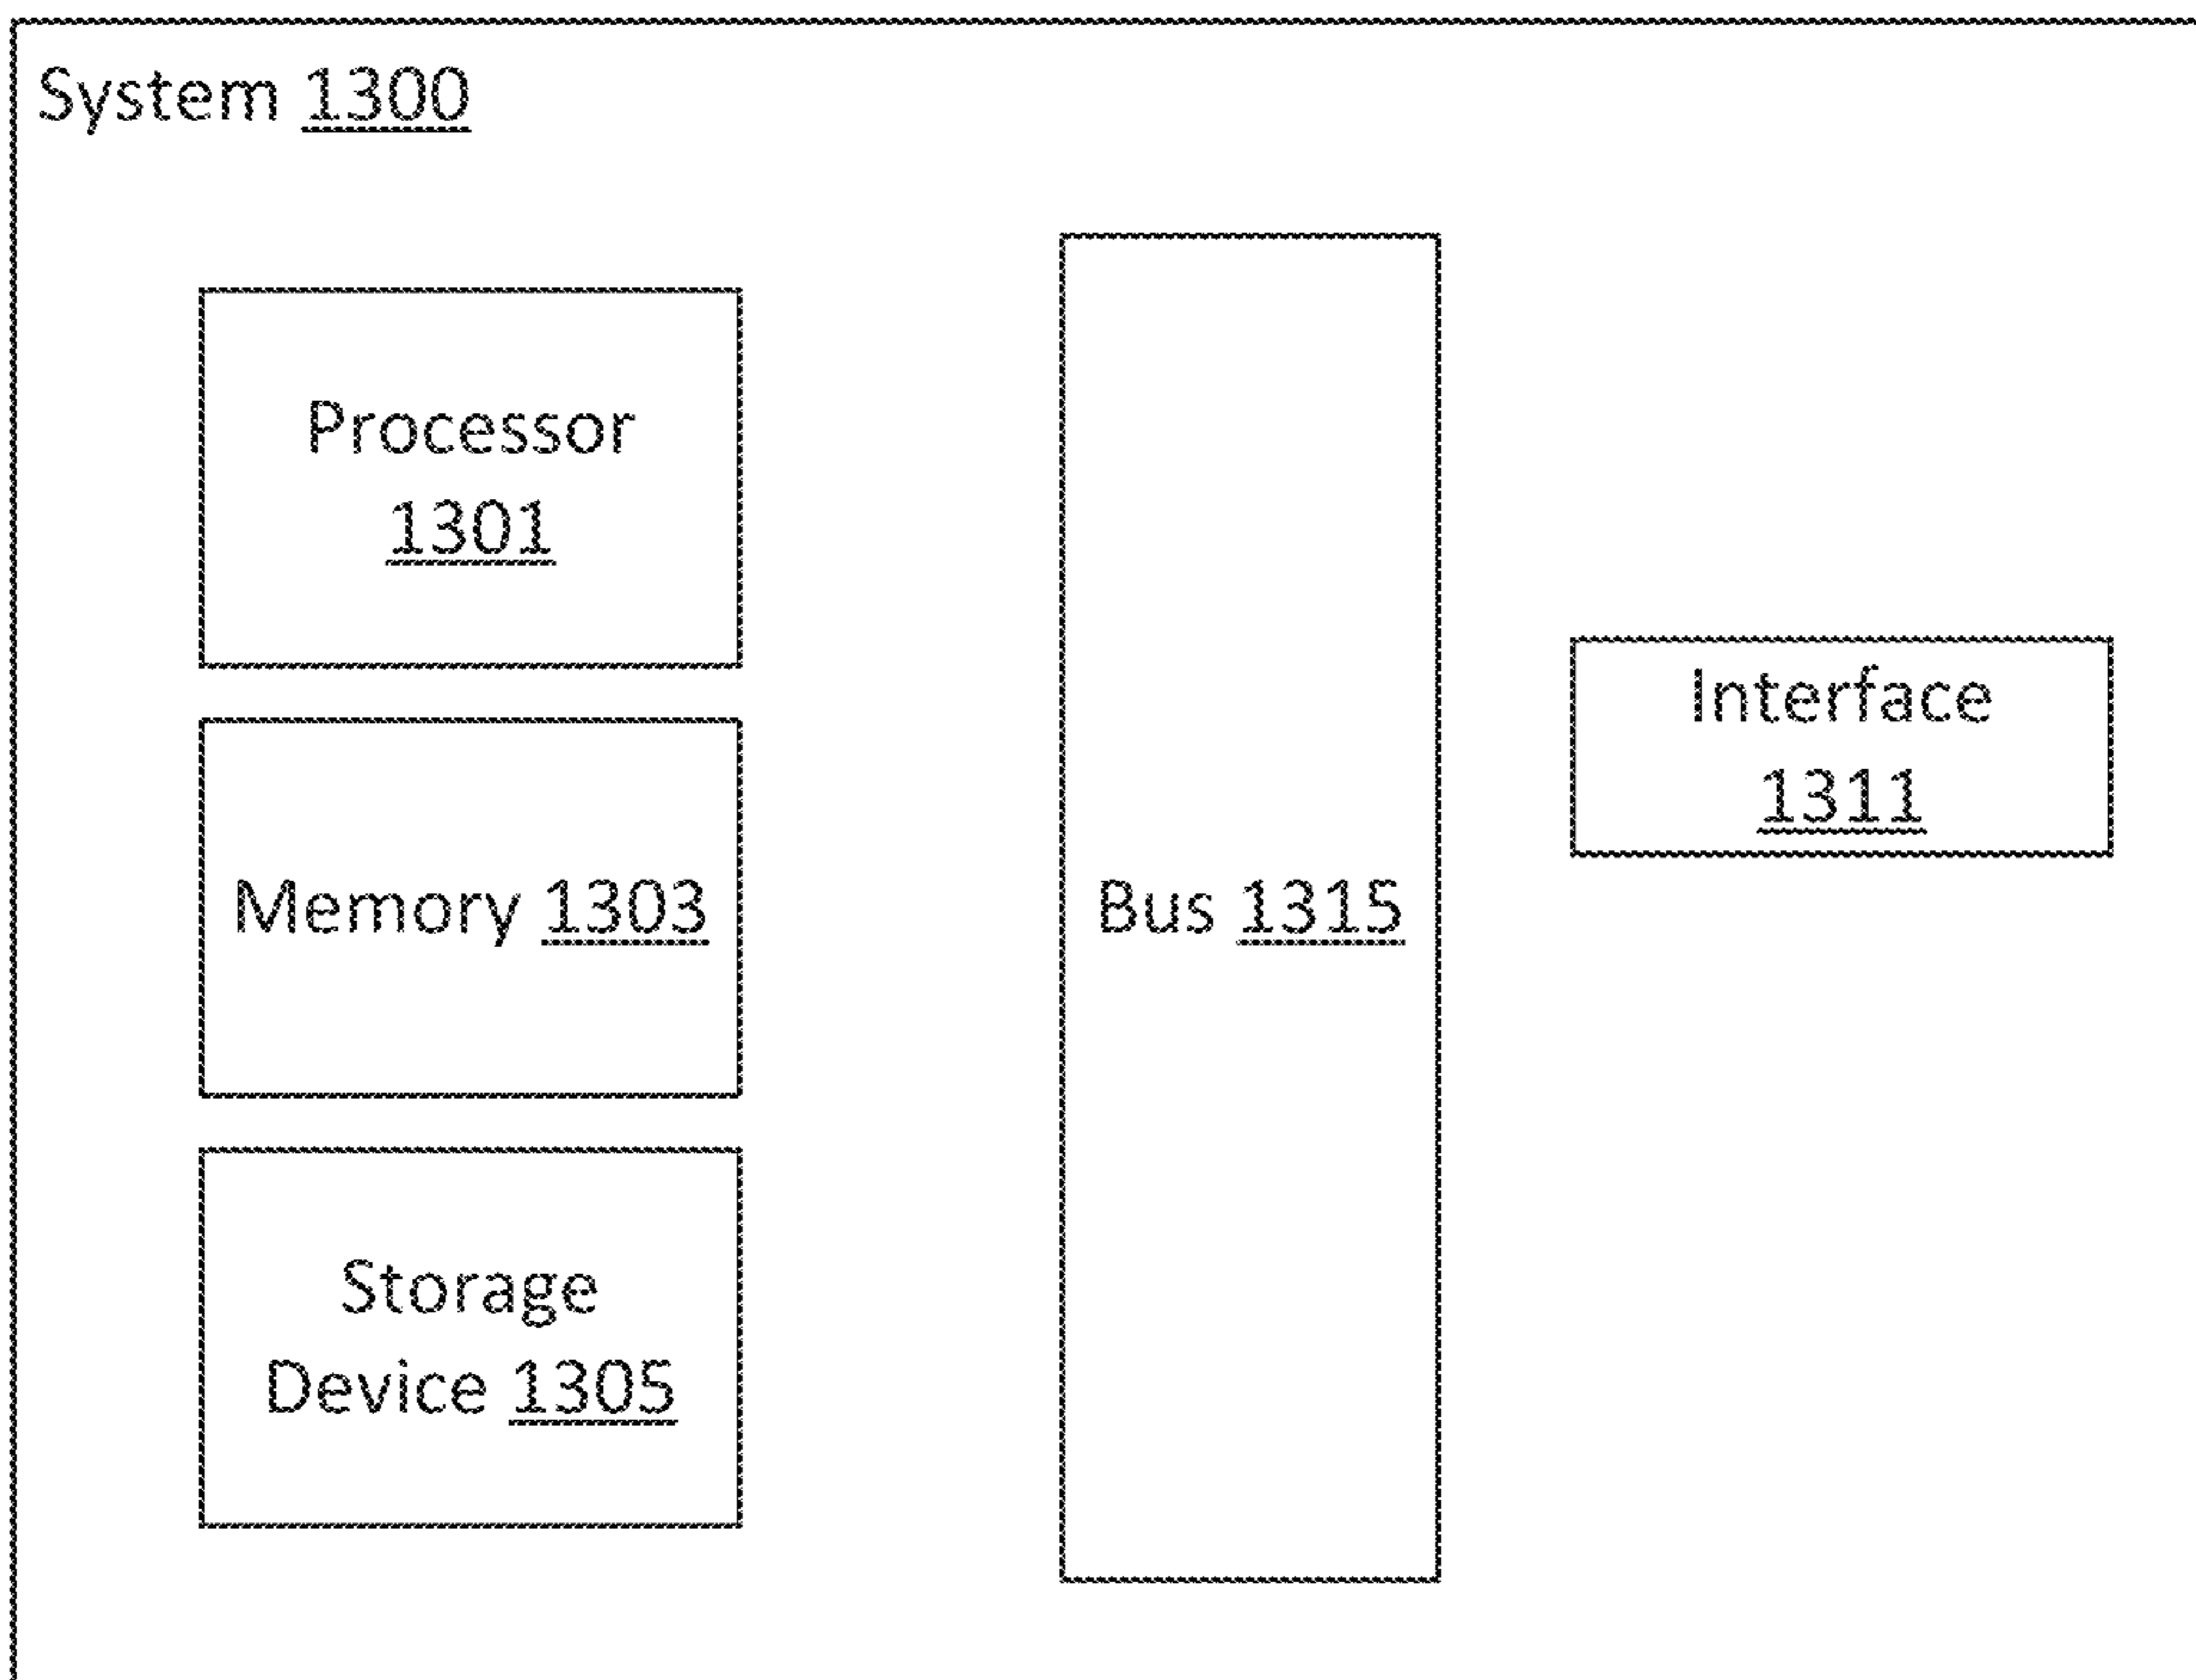 System 1300
Processor
1301
Memory 1303
Storage
Device 1305
Bus 1315
Interface
1311